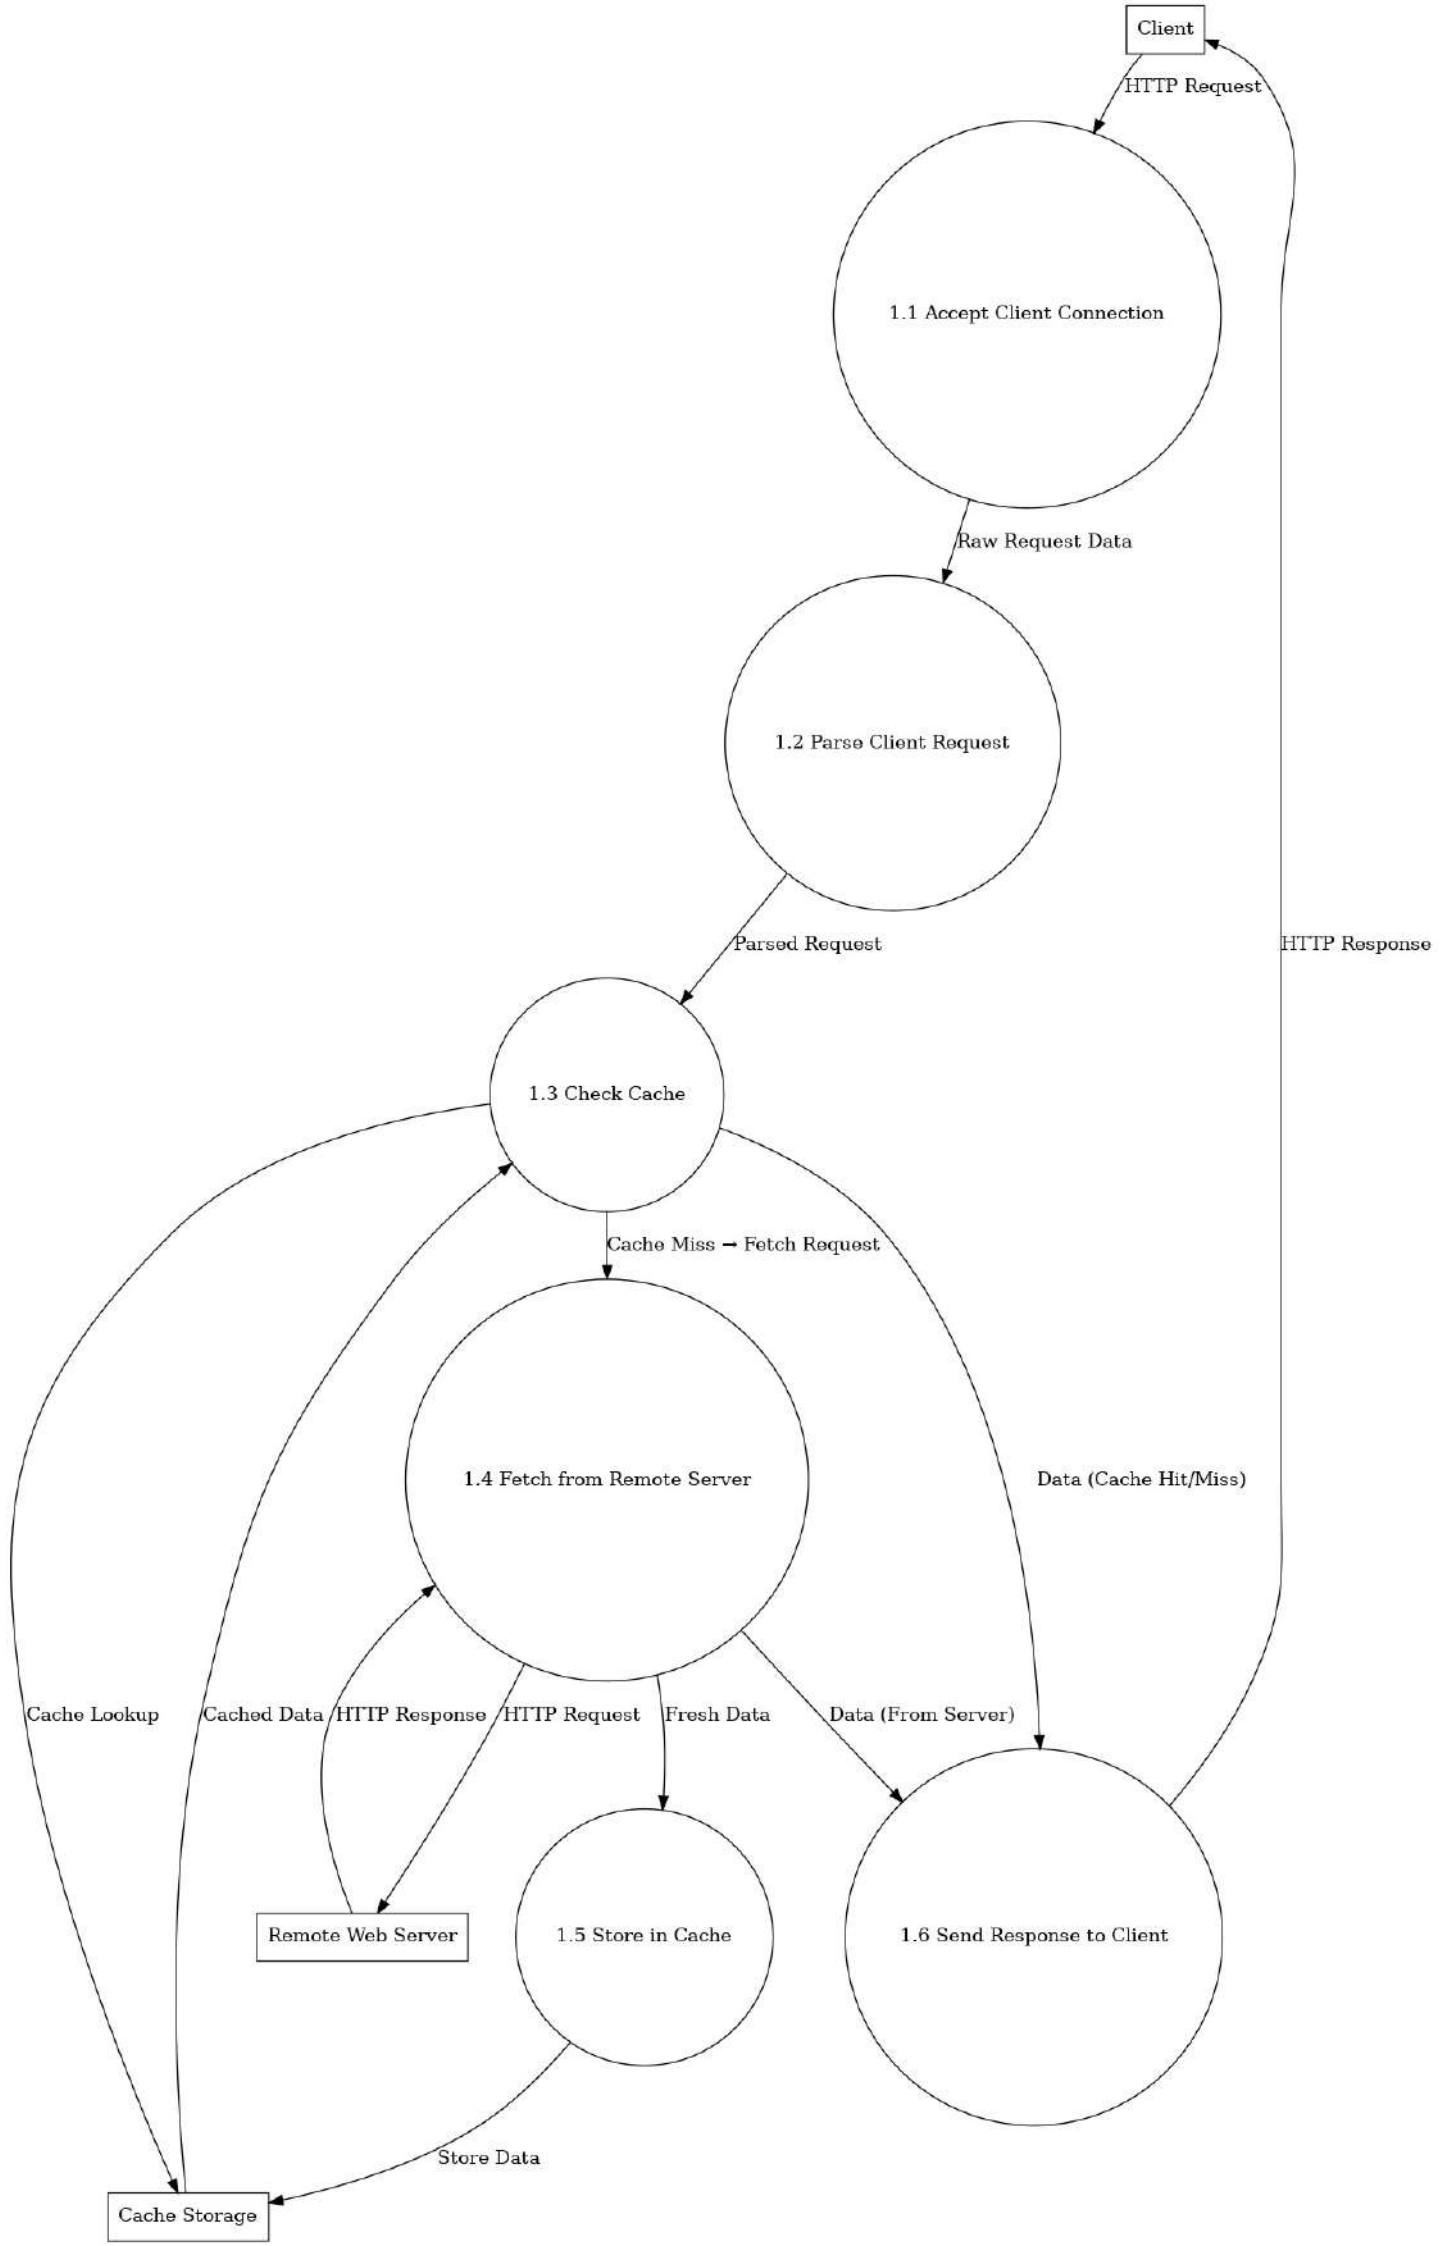 Client
HTTP Request
1.1 Accept Client Connection
Raw Request Data
1.2 Parse Client Request
Parsed Request
HTTP Response
1.3 Check Cache
Cache Miss → Fetch Request
1.4 Fetch from Remote Server
Data (Cache Hit/Miss)
Cache Lookup
Cached Data
HTTP Response
HTTP Request
Fresh Data
Data (From Server)
Remote Web Server
1.5 Store in Cache
1.6 Send Response to Client
Store Data
Cache Storage